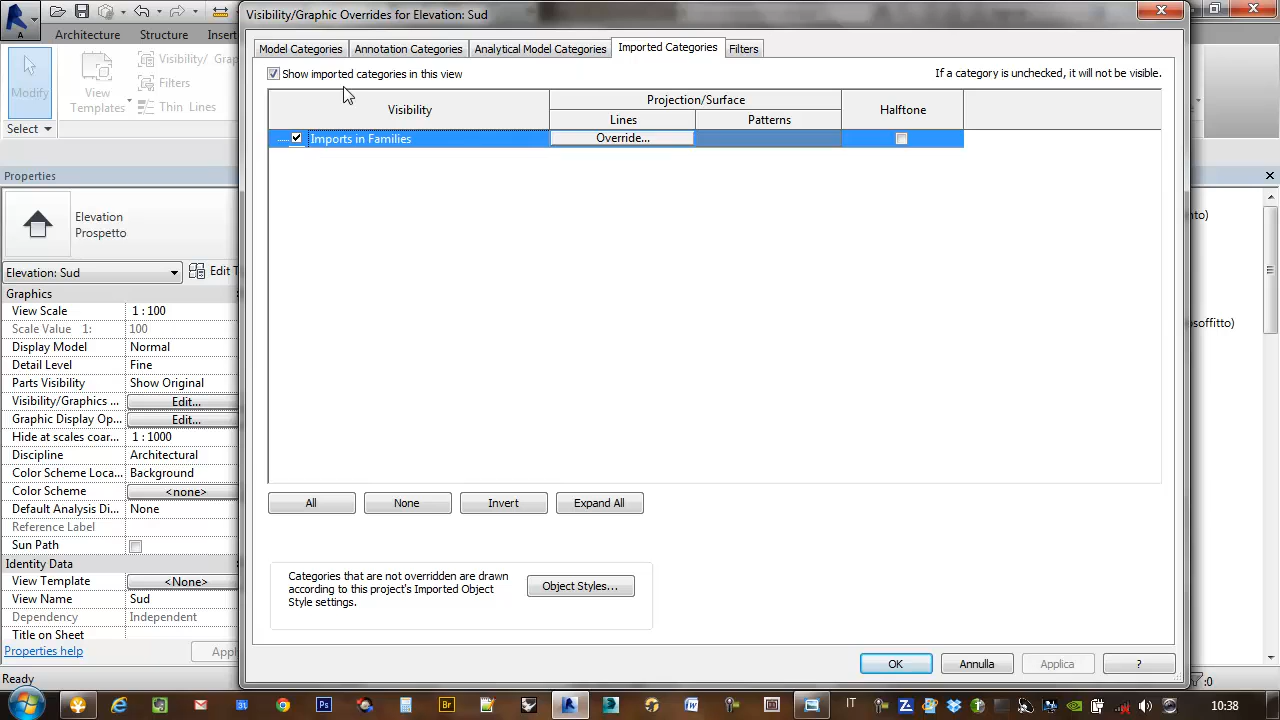 Visibility/Graphic Overrides for Elevation: Sud
Architecture
Structure
Insert
Modify
View
Templates
Visibility/ Grap
Filters
Thin Lines
Select
Properties
Elevation
Prospetto
Elevation: Sud
Edit T
Graphics
View Scale 1 : 100
Scale Value 1: 100
Display Model Normal
Detail Level Fine
Parts Visibility Show Original
Visibility/Graphics ... Edit...
Graphic Display Op... Edit...
Hide at scales coar... 1 : 1000
Discipline Architectural
Color Scheme Loca... Background
Color Scheme <none>
Default Analysis Di... None
Reference Label
Sun Path
Identity Data
View Template <None>
View Name Sud
Dependency Independent
Title on Sheet
Properties help
Ready
Model Categories
Annotation Categories
Analytical Model Categories
Imported Categories
Filters
Show imported categories in this view
If a category is unchecked, it will not be visible.
Visibility
Projection/Surface
Lines
Patterns
Halftone
Imports in Families
Override...
All
None
Invert
Expand All
Categories that are not overridden are drawn
according to this project's Imported Object
Style settings.
Object Styles...
OK
Annulla
Applica
?
:0
Ps
Br
IT
10:38